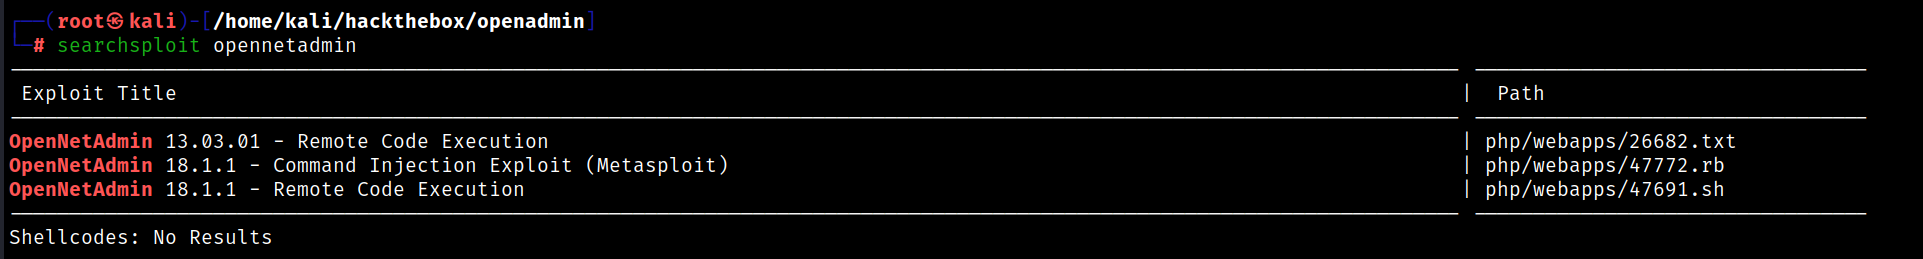 (root㉿kali)-[/home/kali/hackthebox/openadmin]
# searchsploit opennetadmin
Exploit Title | Path
OpenNetAdmin 13.03.01 - Remote Code Execution | php/webapps/26682.txt
OpenNetAdmin 18.1.1 - Command Injection Exploit (Metasploit) | php/webapps/47772.rb
OpenNetAdmin 18.1.1 - Remote Code Execution | php/webapps/47691.sh
Shellcodes: No Results